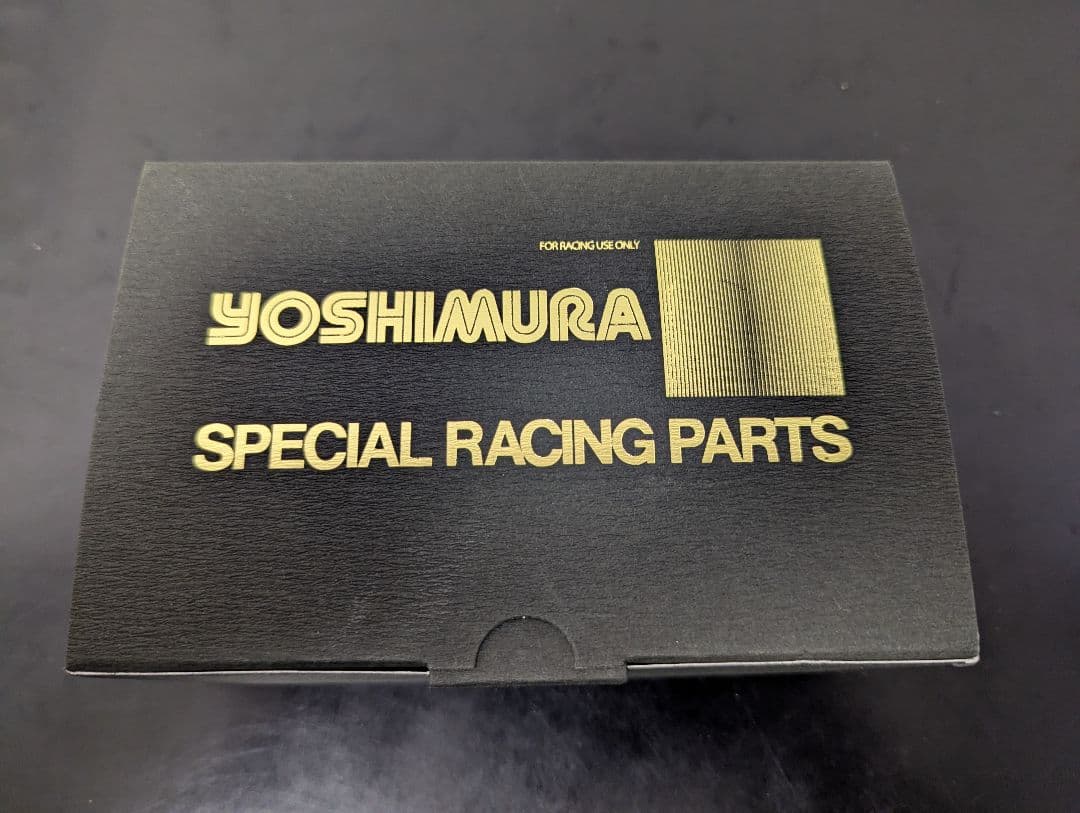 FOR RACING USE ONLY
YOSHIMURA
SPECIAL RACING PARTS